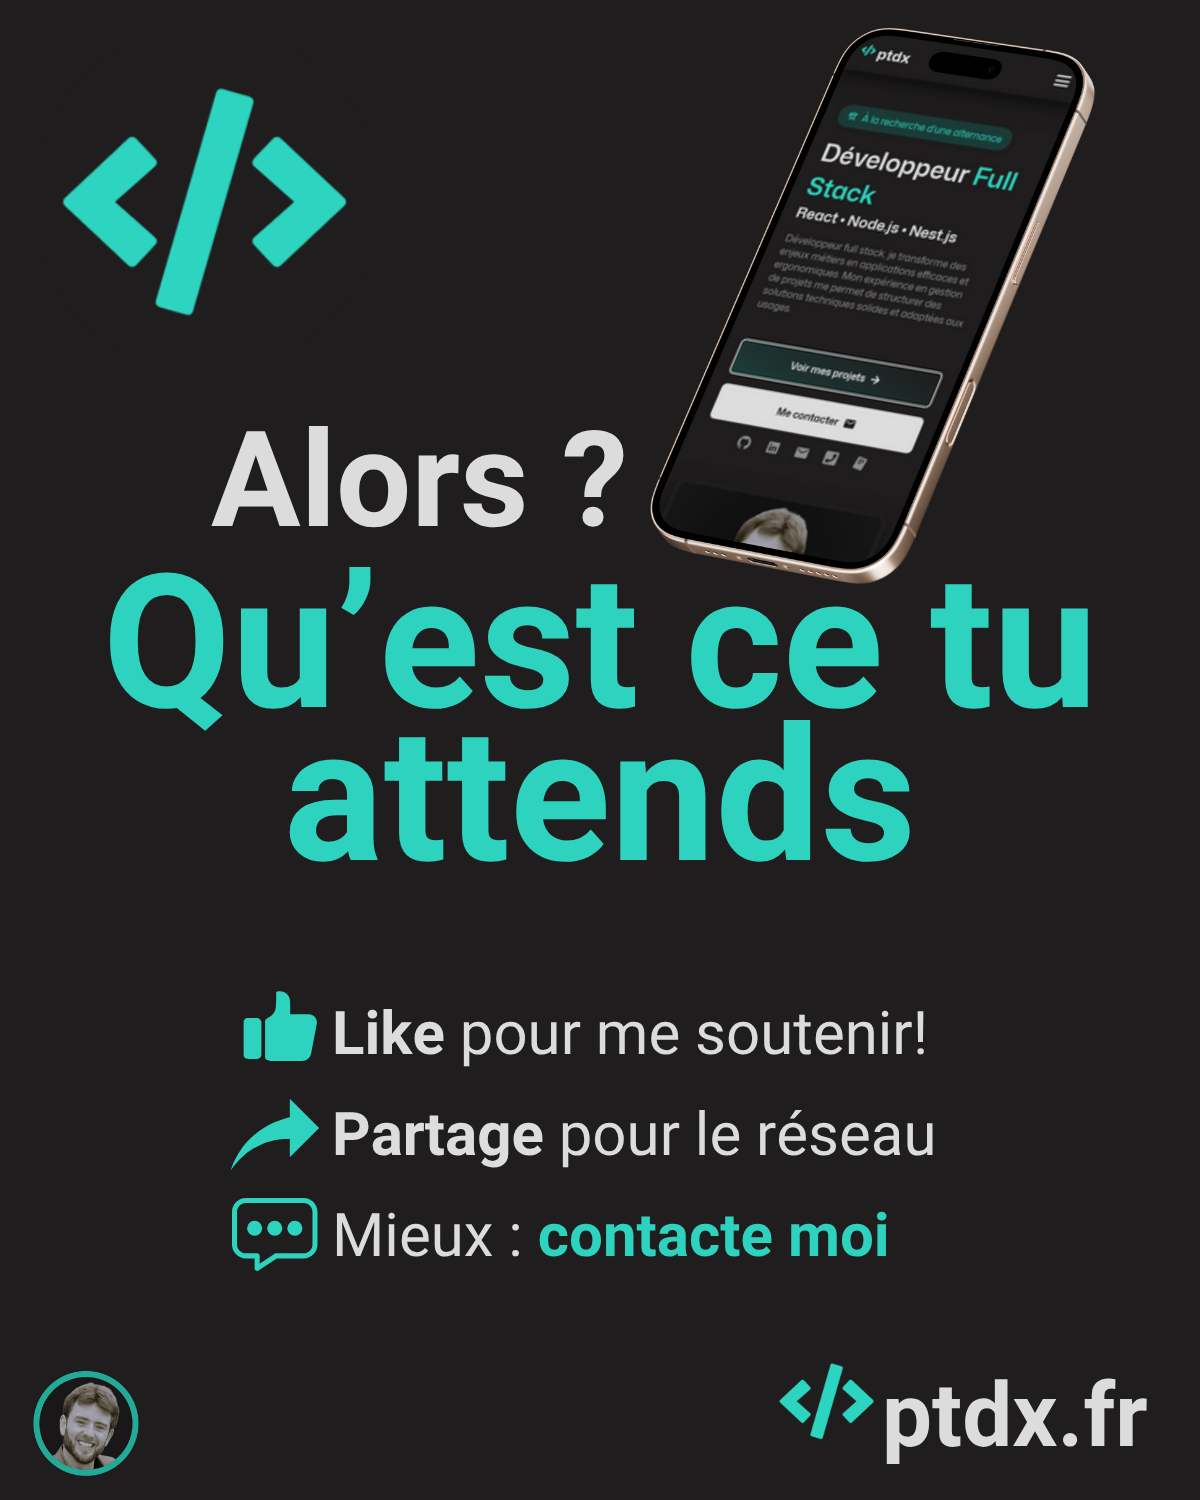 </>
</>ptdx
À la recherche d'une alternance
Développeur Full
Stack
React • Node.js • Nest.js
Développeur full stack, je transforme des
enjeux métiers en applications efficaces et
ergonomiques. Mon expérience en gestion
de projets me permet de structurer des
solutions techniques solides et adaptées aux
usages.
Voir mes projets →
Me contacter
Alors ?
Qu’est ce tu
attends
Like pour me soutenir!
Partage pour le réseau
Mieux : contacte moi
</>ptdx.fr